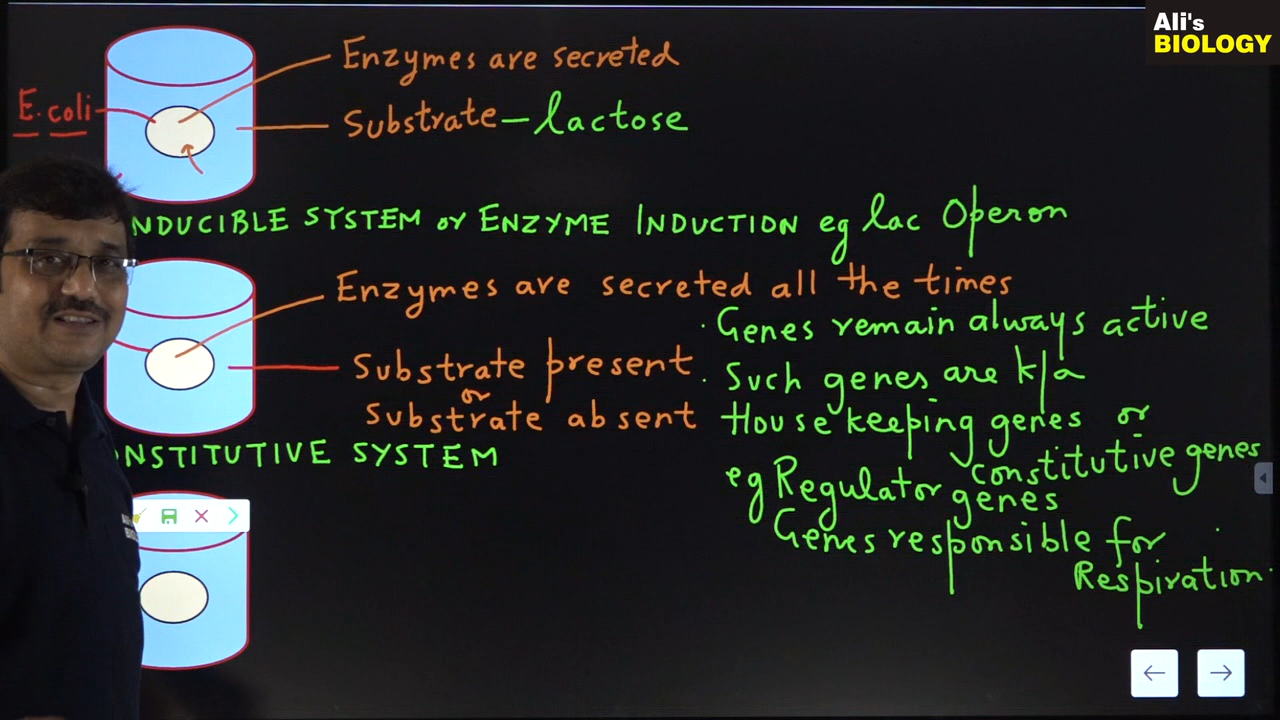 Ali's
BIOLOGY
Enzymes are secreted
E.coli
Substrate – lactose
NDUCIBLE SYSTEM or ENZYME INDUCTION eg lac Operon
Enzymes are secreted all the times
· Genes remain always active
Substrate present
· Such genes are k/a
or
Substrate absent
House keeping genes or
constitutive genes
NSTITUTIVE SYSTEM
eg Regulator genes
Genes responsible for
Respiration